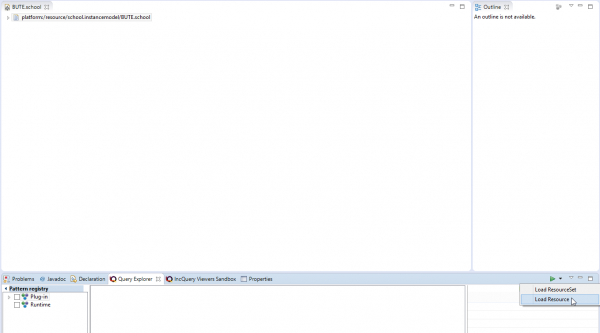 BUTE.school
platform:/resource/school.instancemodel/BUTE.school
Outline
An outline is not available.
Problems Javadoc Declaration Query Explorer IncQuery Viewers Sandbox Properties
Pattern registry
Plug-in
Runtime
Load ResourceSet
Load Resource